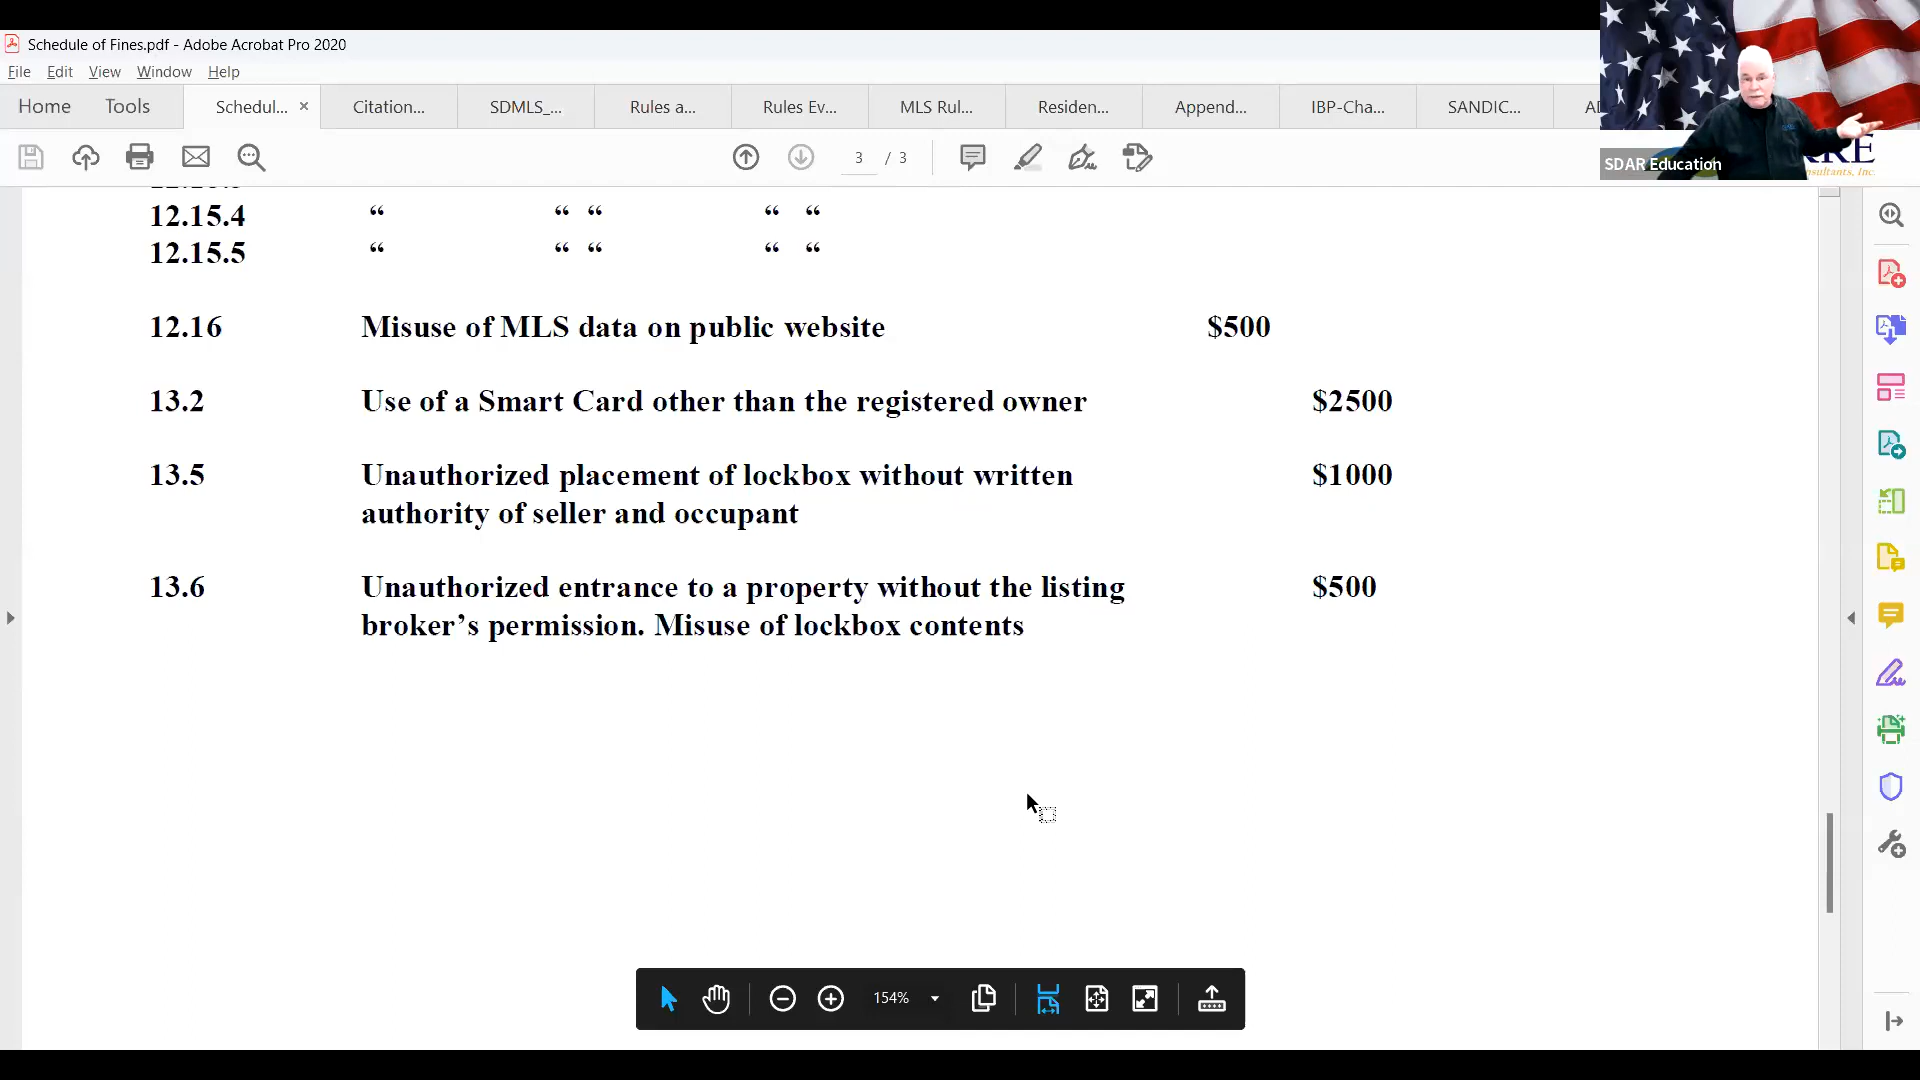 Schedule of Fines.pdf - Adobe Acrobat Pro 2020
File Edit View Window Help
Home Tools Schedul... × Citation... SDMLS_... Rules a... Rules Ev... MLS Rul... Residen... Append... IBP-Cha... SANDIC...
3 / 3
SDAR Education
12.15.4 “ “ “ “ “
12.15.5 “ “ “ “ “
12.16 Misuse of MLS data on public website $500
13.2 Use of a Smart Card other than the registered owner $2500
13.5 Unauthorized placement of lockbox without written $1000
authority of seller and occupant
13.6 Unauthorized entrance to a property without the listing $500
broker’s permission. Misuse of lockbox contents
154%